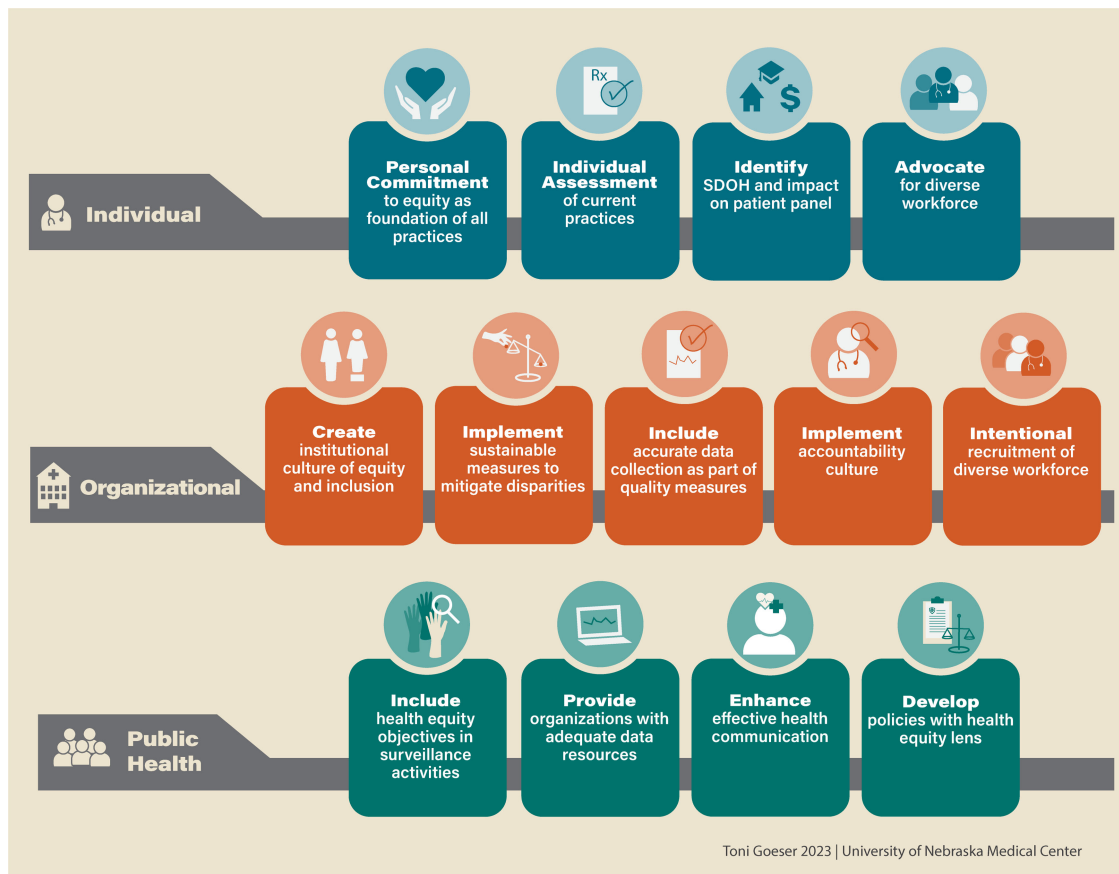 Individual
Rx
Personal
Commitment
to equity as
foundation of all
practices
Individual
Assessment
of current
practices
$
Identify
SDOH and impact
on patient panel
Advocate
for diverse
workforce
Organizational
Create
institutional
culture of equity
and inclusion
Implement
sustainable
measures to
mitigate disparities
Include
accurate data
collection as part of
quality measures
Implement
accountability
culture
Intentional
recruitment of
diverse workforce
Public
Health
Include
health equity
objectives in
surveillance
activities
Provide
organizations with
adequate data
resources
Enhance
effective health
communication
Develop
policies with health
equity lens
Toni Goeser 2023 | University of Nebraska Medical Center